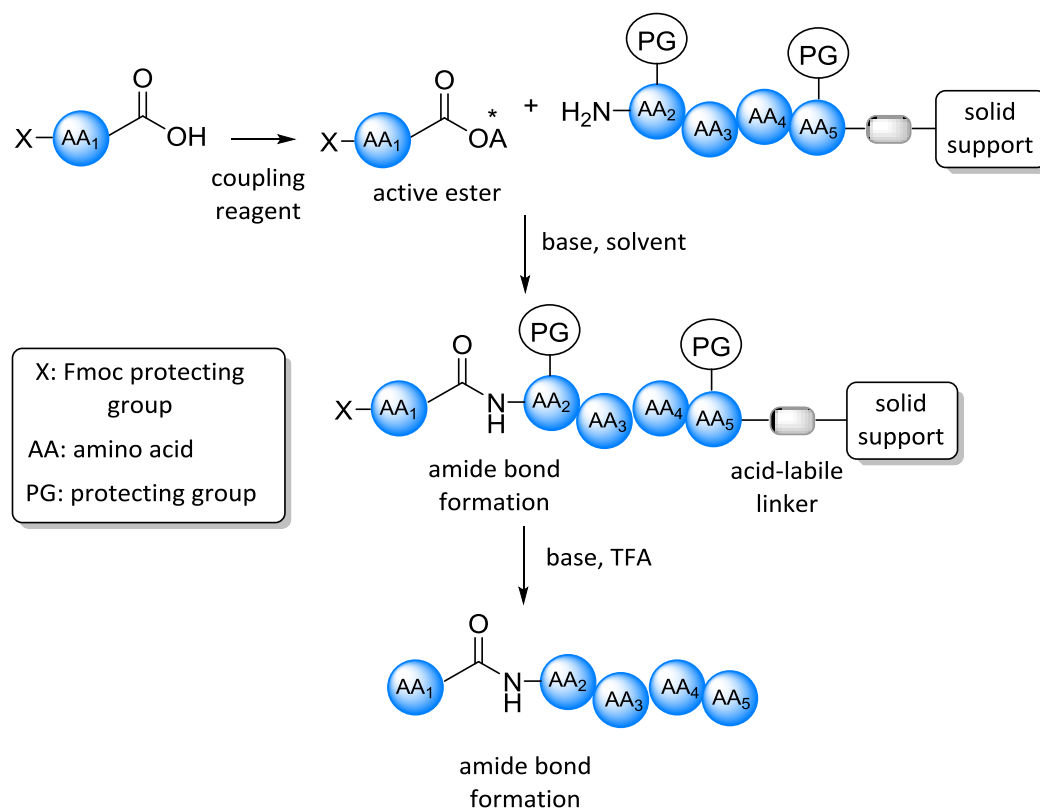 X AA₁ O OH
coupling
reagent
X AA₁ O OA *
active ester
+
H₂N AA₂ AA₃ AA₄ AA₅
PG PG
solid
support
base, solvent
X: Fmoc protecting
group
AA: amino acid
PG: protecting group
X AA₁ O N H AA₂ AA₃ AA₄ AA₅
PG PG
solid
support
amide bond
formation
acid-labile
linker
base, TFA
AA₁ O N H AA₂ AA₃ AA₄ AA₅
amide bond
formation